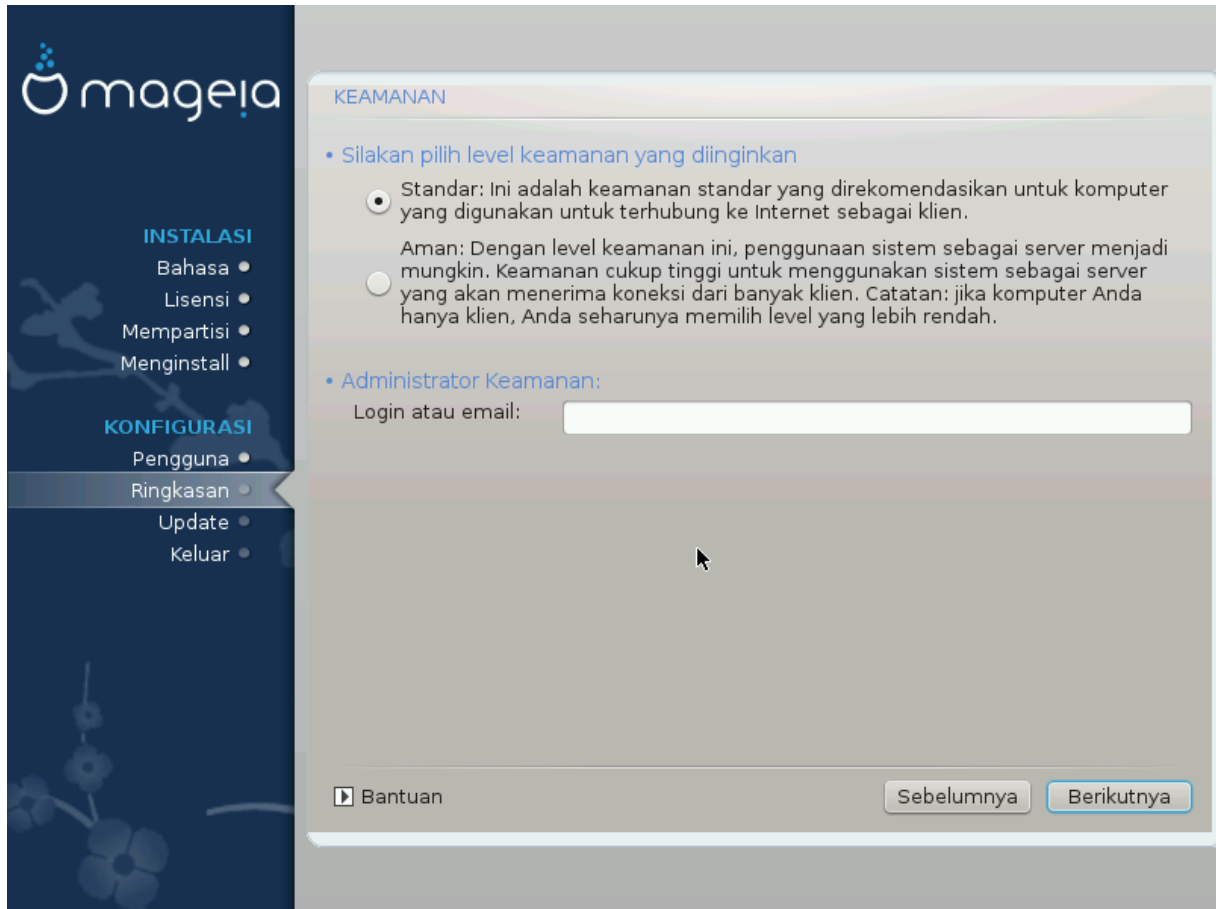 mageia
INSTALASI
Bahasa
Lisensi
Mempartisi
Menginstall
KONFIGURASI
Pengguna
Ringkasan
Update
Keluar
KEAMANAN
• Silakan pilih level keamanan yang diinginkan
Standar: Ini adalah keamanan standar yang direkomendasikan untuk komputer
yang digunakan untuk terhubung ke Internet sebagai klien.
Aman: Dengan level keamanan ini, penggunaan sistem sebagai server menjadi
mungkin. Keamanan cukup tinggi untuk menggunakan sistem sebagai server
yang akan menerima koneksi dari banyak klien. Catatan: jika komputer Anda
hanya klien, Anda seharunya memilih level yang lebih rendah.
• Administrator Keamanan:
Login atau email:
Bantuan
Sebelumnya
Berikutnya